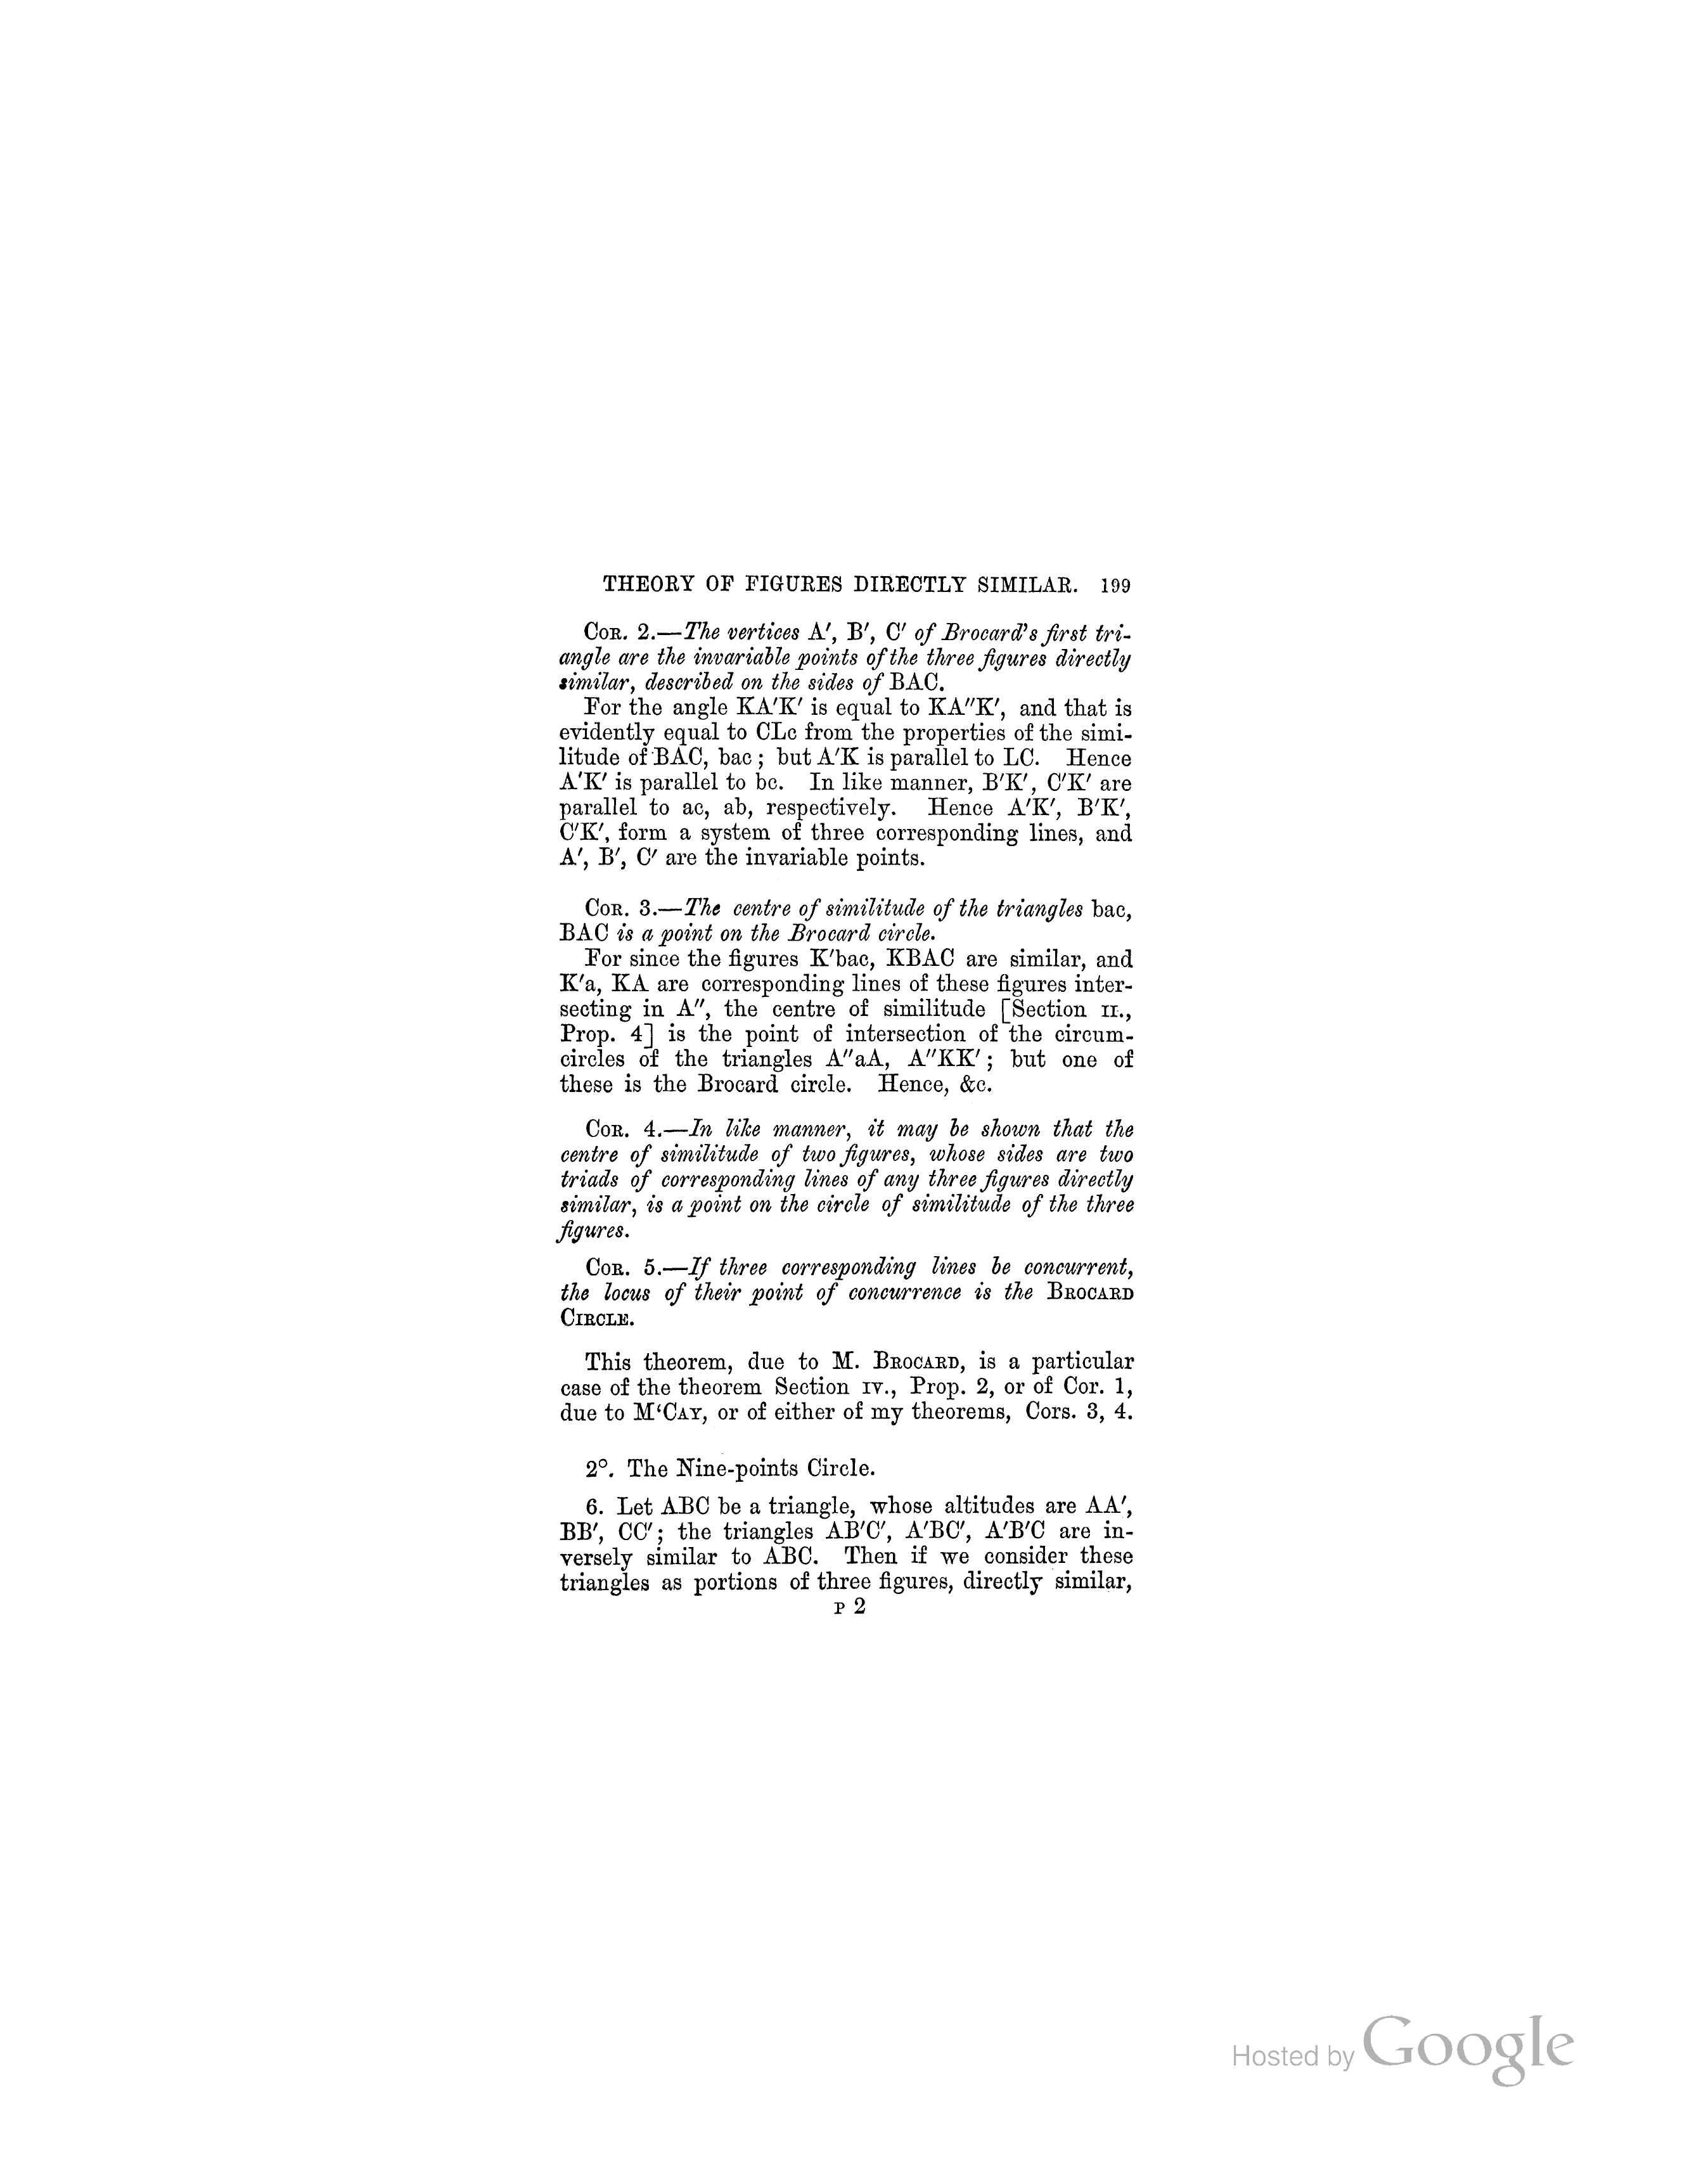 THEORY OF FIGURES DIRECTLY SIMILAR. 199
COR. 2.—The vertices A′, B′, C′ of Brocard's first tri-
angle are the invariable points of the three figures directly
similar, described on the sides of BAC.
For the angle KA′K′ is equal to KA″K′, and that is
evidently equal to CLc from the properties of the simi-
litude of BAC, bac; but A′K is parallel to LC. Hence
A′K′ is parallel to bc. In like manner, B′K′, C′K′ are
parallel to ac, ab, respectively. Hence A′K′, B′K′,
C′K′, form a system of three corresponding lines, and
A′, B′, C′ are the invariable points.
COR. 3.—The centre of similitude of the triangles bac,
BAC is a point on the Brocard circle.
For since the figures K′bac, KBAC are similar, and
K′a, KA are corresponding lines of these figures inter-
secting in A″, the centre of similitude [Section II.,
Prop. 4] is the point of intersection of the circum-
circles of the triangles A″aA, A″KK′; but one of
these is the Brocard circle. Hence, &c.
COR. 4.—In like manner, it may be shown that the
centre of similitude of two figures, whose sides are two
triads of corresponding lines of any three figures directly
similar, is a point on the circle of similitude of the three
figures.
COR. 5.—If three corresponding lines be concurrent,
the locus of their point of concurrence is the BROCARD
CIRCLE.
This theorem, due to M. BROCARD, is a particular
case of the theorem Section IV., Prop. 2, or of Cor. 1,
due to M‘CAY, or of either of my theorems, Cors. 3, 4.
2°. The Nine-points Circle.
6. Let ABC be a triangle, whose altitudes are AA′,
BB′, CC′; the triangles AB′C′, A′BC′, A′B′C are in-
versely similar to ABC. Then if we consider these
triangles as portions of three figures, directly similar,
P 2
Hosted by Google